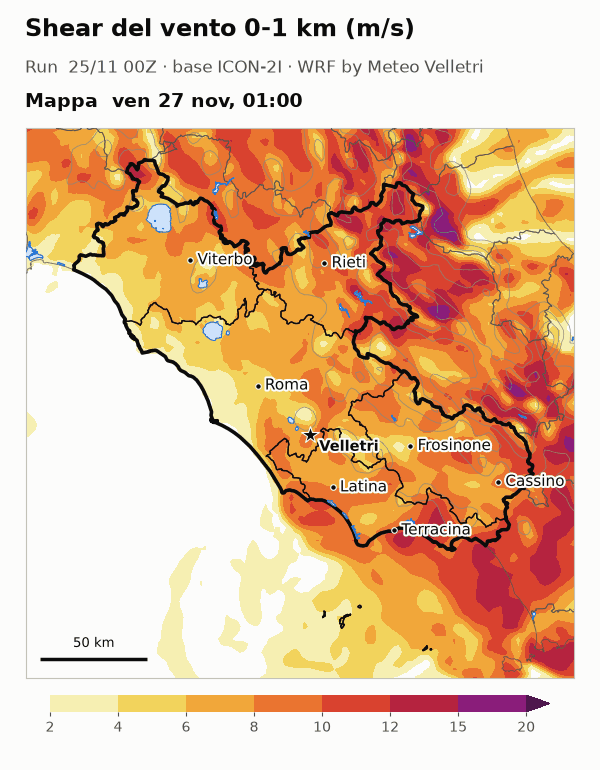 Shear del vento 0-1 km (m/s)
Run  25/11 00Z · base ICON-2I · WRF by Meteo Velletri
Mappa  ven 27 nov, 01:00
Viterbo
Rieti
Roma
Velletri
Frosinone
Latina
Cassino
Terracina
50 km
2 4 6 8 10 12 15 20